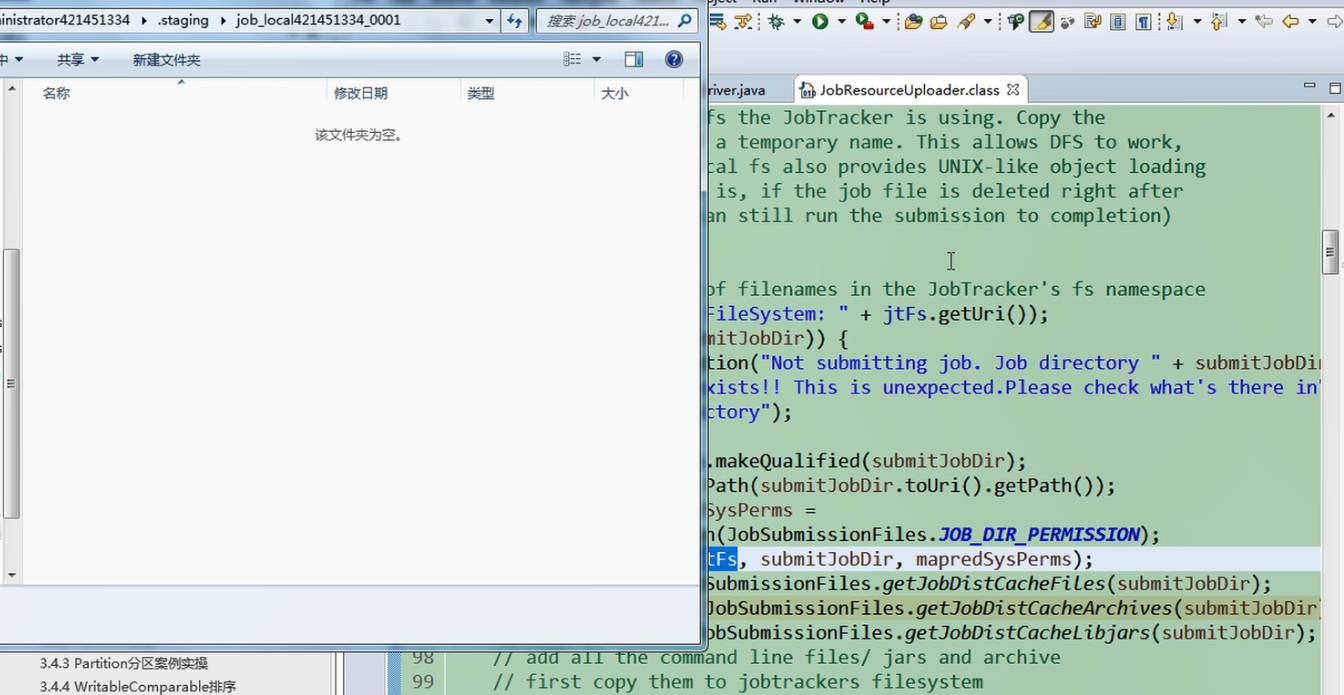 ninistrator421451334 ▸ .staging ▸ job_local421451334_0001
搜索 job_local421...
中 共享 新建文件夹
名称 修改日期 类型 大小
该文件夹为空。
Run Window Help
river.java JobResourceUploader.class
fs the JobTracker is using. Copy the
a temporary name. This allows DFS to work,
cal fs also provides UNIX-like object loading
is, if the job file is deleted right after
an still run the submission to completion)
of filenames in the JobTracker's fs namespace
FileSystem: " + jtFs.getUri());
mitJobDir)) {
tion("Not submitting job. Job directory " + submitJobDir
xists!! This is unexpected.Please check what's there in"
ctory");
.makeQualified(submitJobDir);
Path(submitJobDir.toUri().getPath());
SysPerms =
n(JobSubmissionFiles.JOB_DIR_PERMISSION);
tFs, submitJobDir, mapredSysPerms);
SubmissionFiles.getJobDistCacheFiles(submitJobDir);
JobSubmissionFiles.getJobDistCacheArchives(submitJobDir)
obSubmissionFiles.getJobDistCacheLibjars(submitJobDir);
98 // add all the command line files/ jars and archive
99 // first copy them to jobtrackers filesystem
3.4.3 Partition分区案例实操
3.4.4 WritableComparable排序